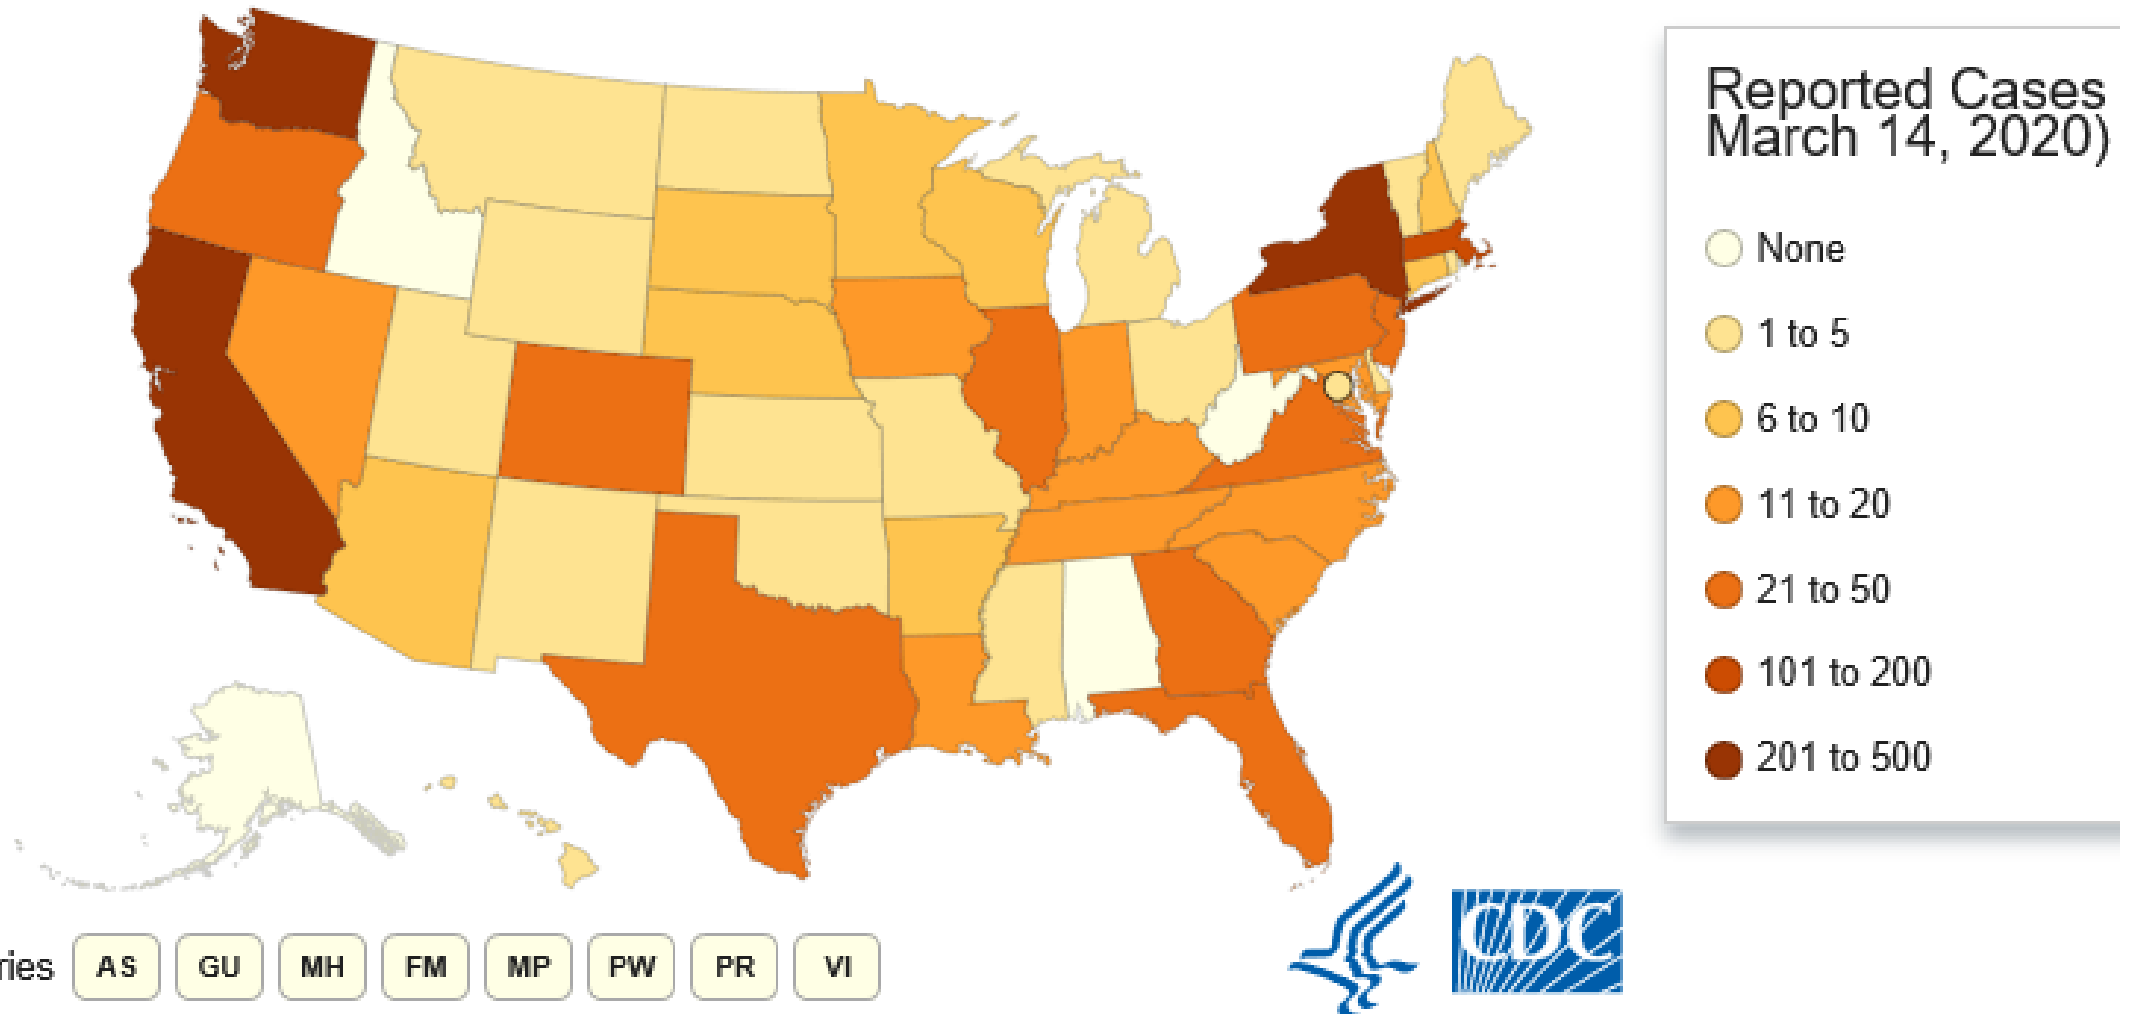 Reported Cases
March 14, 2020)
None
1 to 5
6 to 10
11 to 20
21 to 50
101 to 200
201 to 500
ries AS GU MH FM MP PW PR VI
CDC